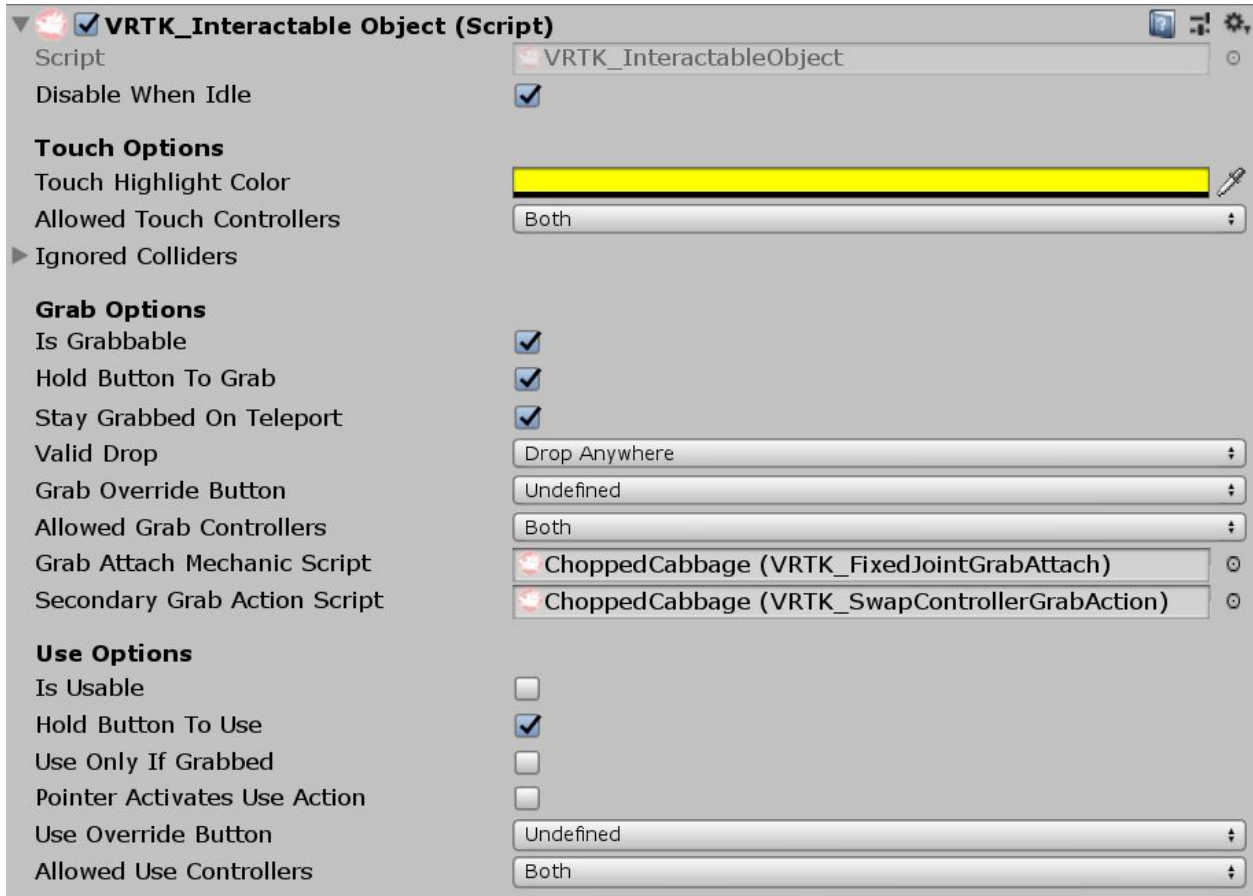 VRTK_Interactable Object (Script)
Script VRTK_InteractableObject
Disable When Idle
Touch Options
Touch Highlight Color
Allowed Touch Controllers Both
Ignored Colliders
Grab Options
Is Grabbable
Hold Button To Grab
Stay Grabbed On Teleport
Valid Drop Drop Anywhere
Grab Override Button Undefined
Allowed Grab Controllers Both
Grab Attach Mechanic Script ChoppedCabbage (VRTK_FixedJointGrabAttach)
Secondary Grab Action Script ChoppedCabbage (VRTK_SwapControllerGrabAction)
Use Options
Is Usable
Hold Button To Use
Use Only If Grabbed
Pointer Activates Use Action
Use Override Button Undefined
Allowed Use Controllers Both